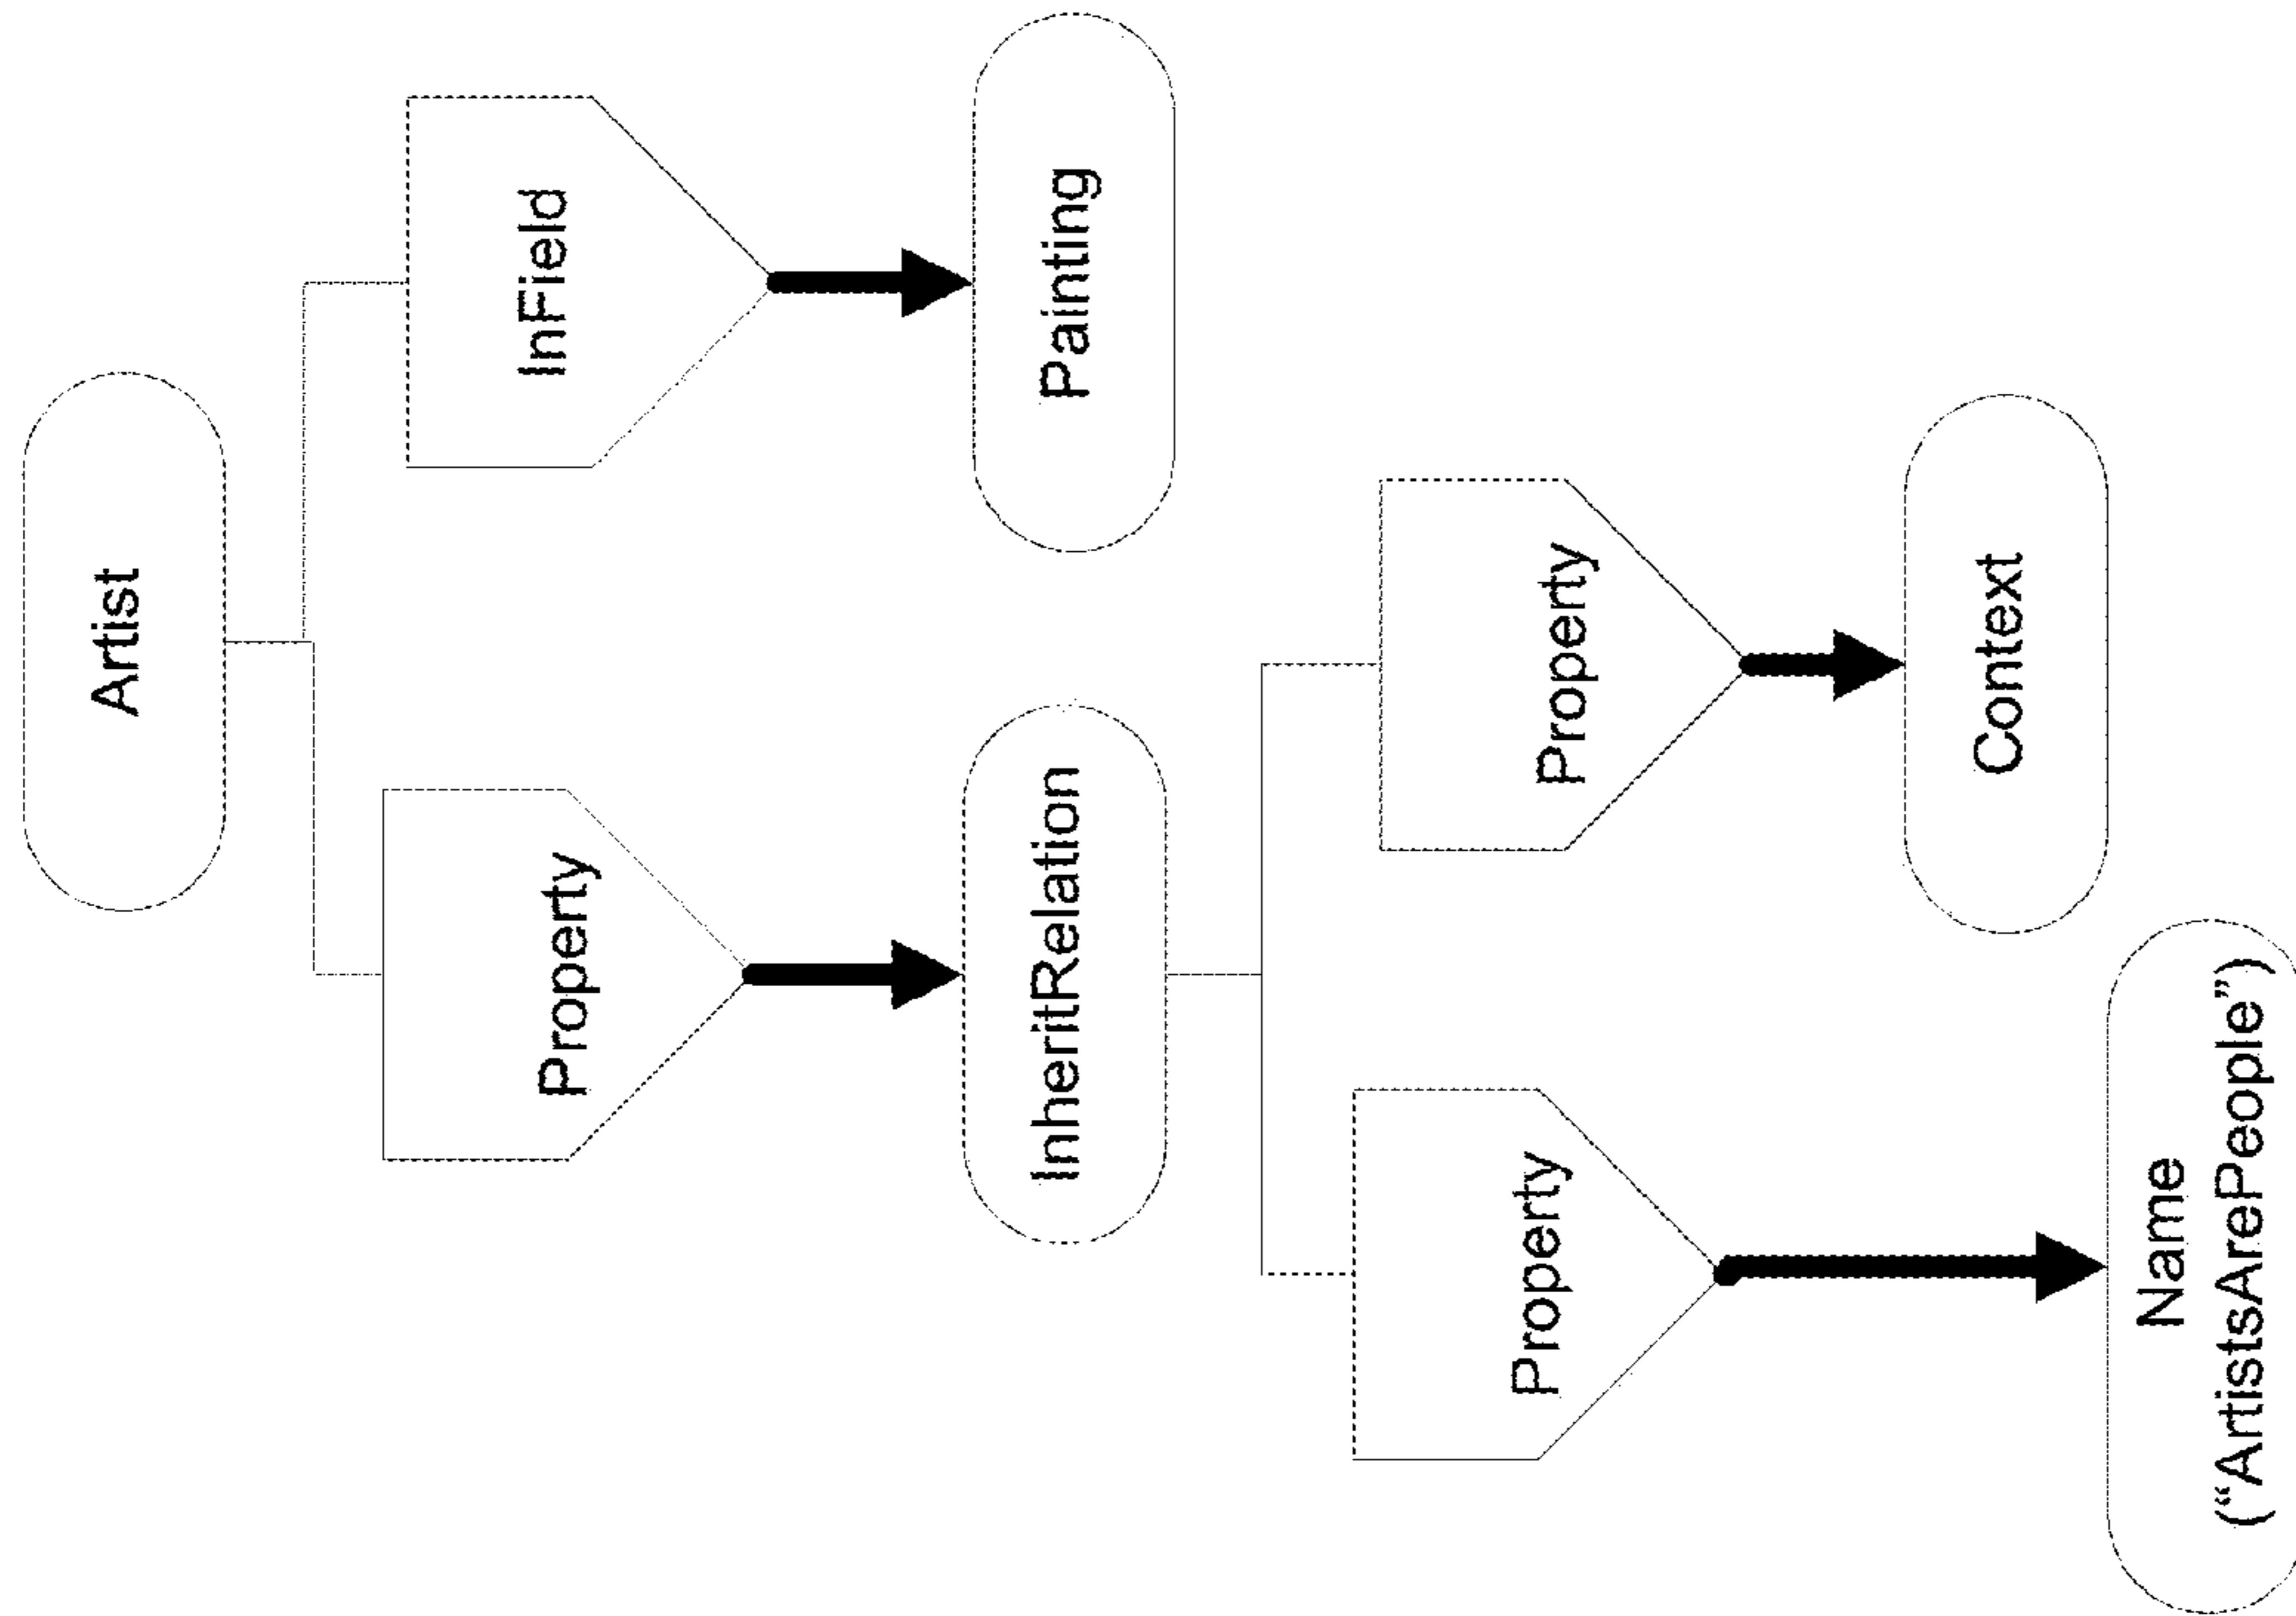 Artist
Property
InField
InheritRelation
Painting
Property
Property
Name
(“ArtistsArePeople”)
Context